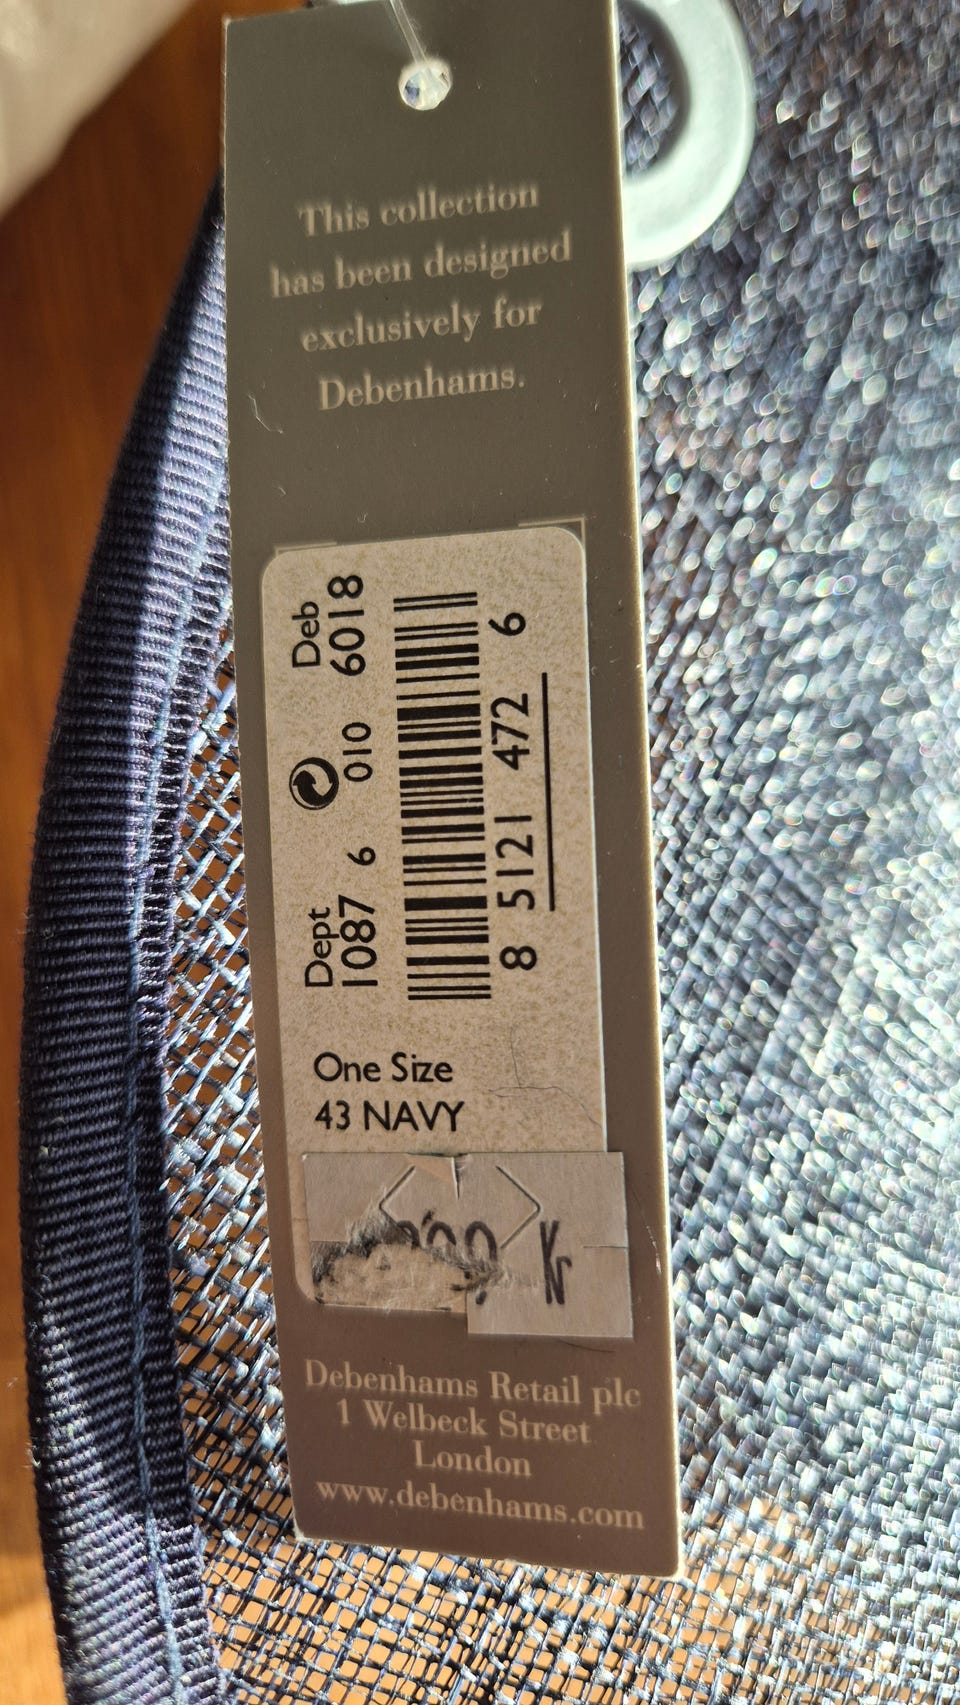 This collection
has been designed
exclusively for
Debenhams.
Dept Deb
1087 6 010 6018
8 5121 472 6
One Size
43 NAVY
Debenhams Retail plc
1 Welbeck Street
London
www.debenhams.com